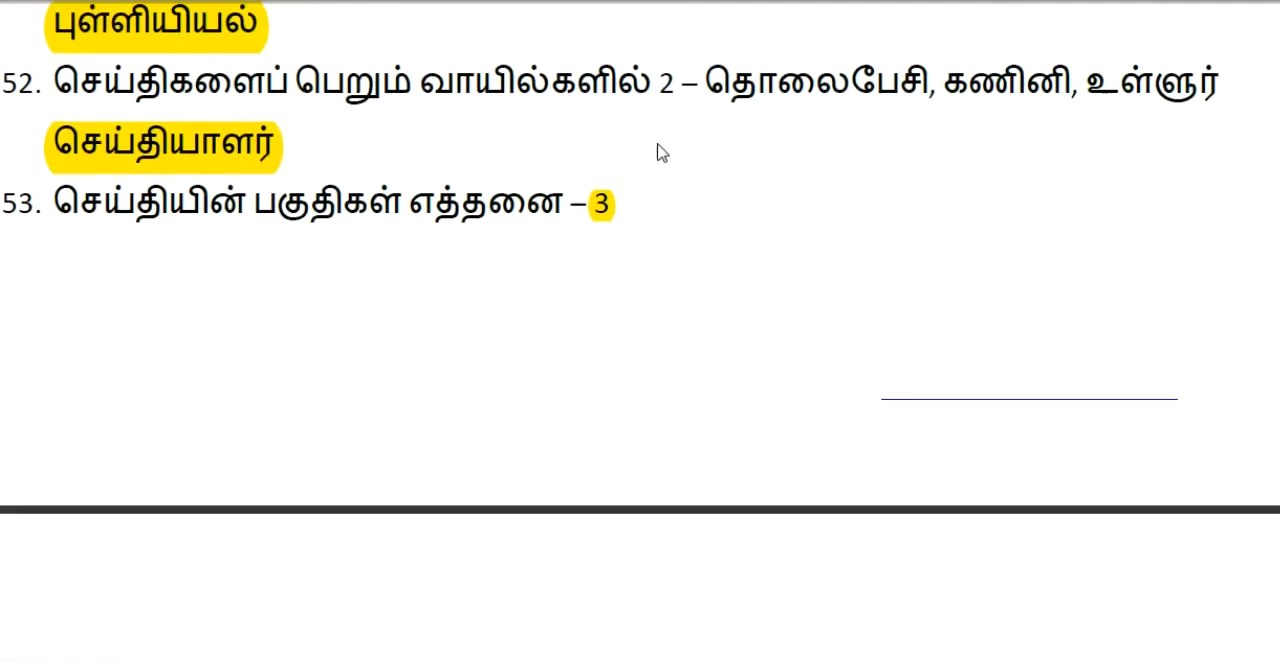 புள்ளியியல்
52. செய்திகளைப் பெறும் வாயில்களில் 2 – தொலைபேசி, கணினி, உள்ளுர்
செய்தியாளர்
53. செய்தியின் பகுதிகள் எத்தனை – 3